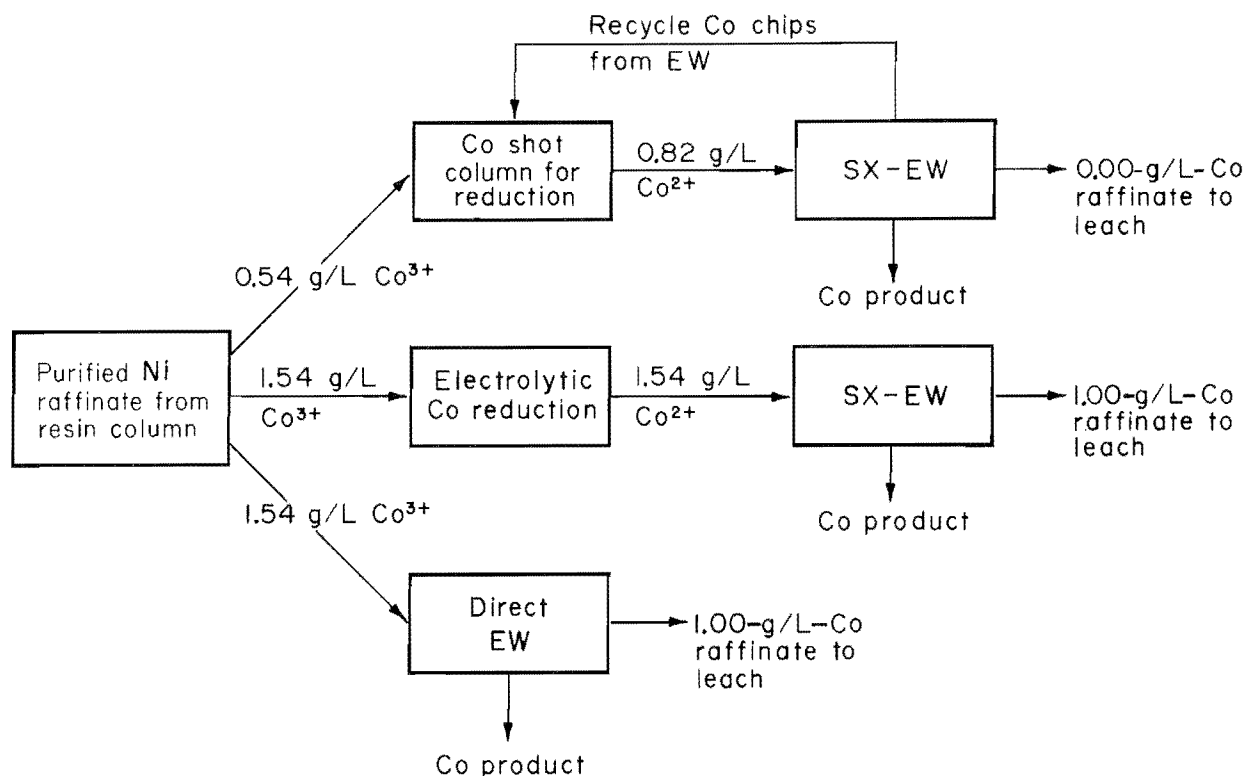 Recycle Co chips
from EW
Co shot
column for
reduction
0.82 g/L
Co²⁺
SX-EW
0.00-g/L-Co
raffinate to
leach
0.54 g/L Co³⁺
Co product
Purified Ni
raffinate from
resin column
1.54 g/L
Co³⁺
Electrolytic
Co reduction
1.54 g/L
Co²⁺
SX-EW
1.00-g/L-Co
raffinate to
leach
Co product
1.54 g/L Co³⁺
Direct
EW
1.00-g/L-Co
raffinate to
leach
Co product